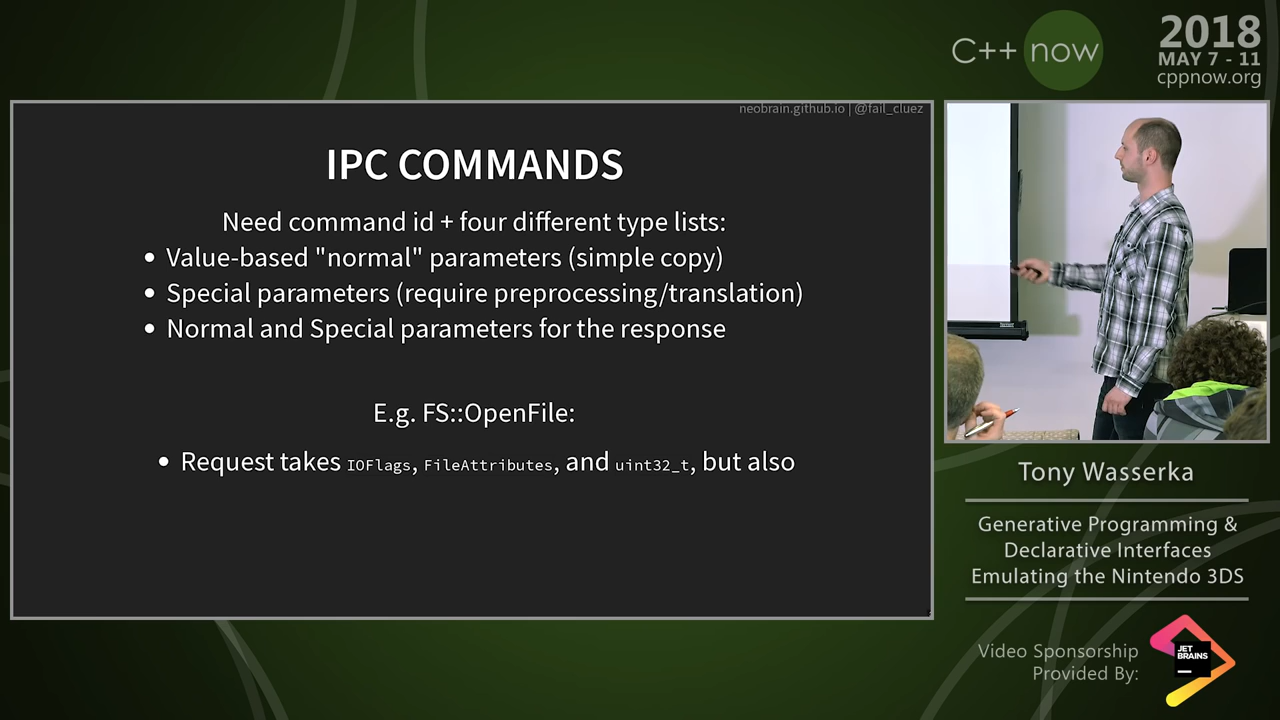 C++ now
2018
MAY 7 - 11
cppnow.org
neobrain.github.io | @fail_cluez
IPC COMMANDS
Need command id + four different type lists:
• Value-based "normal" parameters (simple copy)
• Special parameters (require preprocessing/translation)
• Normal and Special parameters for the response
E.g. FS::OpenFile:
• Request takes IOFlags, FileAttributes, and uint32_t, but also
Tony Wasserka
Generative Programming &
Declarative Interfaces
Emulating the Nintendo 3DS
Video Sponsorship
Provided By:
JET
BRAINS